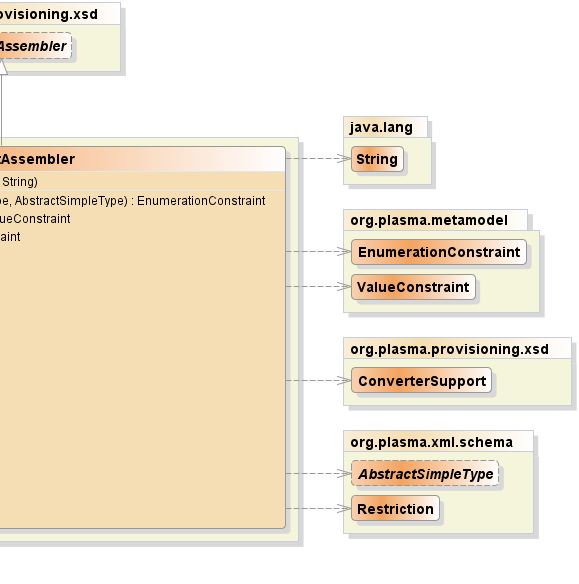 ovisioning.xsd
Assembler
Assembler
String)
pe, AbstractSimpleType) : EnumerationConstraint
ueConstraint
aint
java.lang
String
org.plasma.metamodel
EnumerationConstraint
ValueConstraint
org.plasma.provisioning.xsd
ConverterSupport
org.plasma.xml.schema
AbstractSimpleType
Restriction